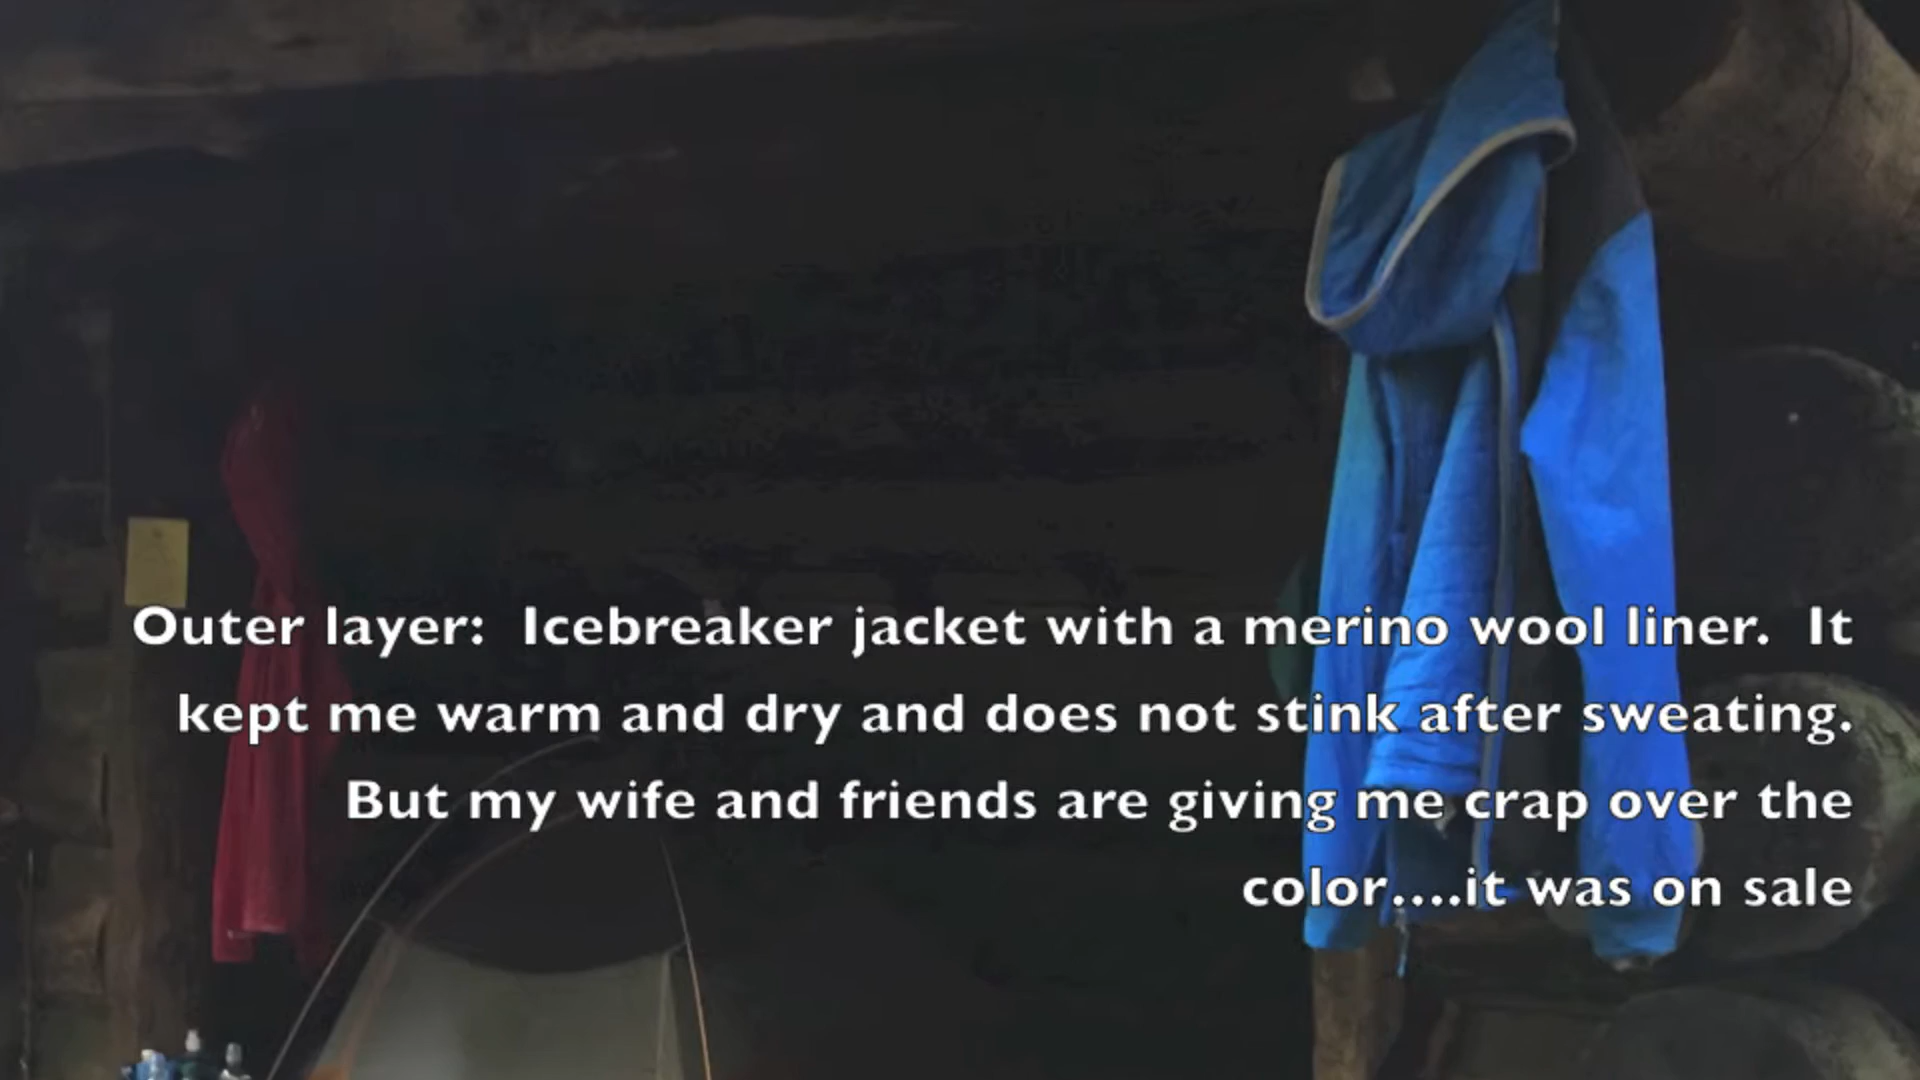 Outer layer:  Icebreaker jacket with a merino wool liner.  It
kept me warm and dry and does not stink after sweating.
But my wife and friends are giving me crap over the
color....it was on sale